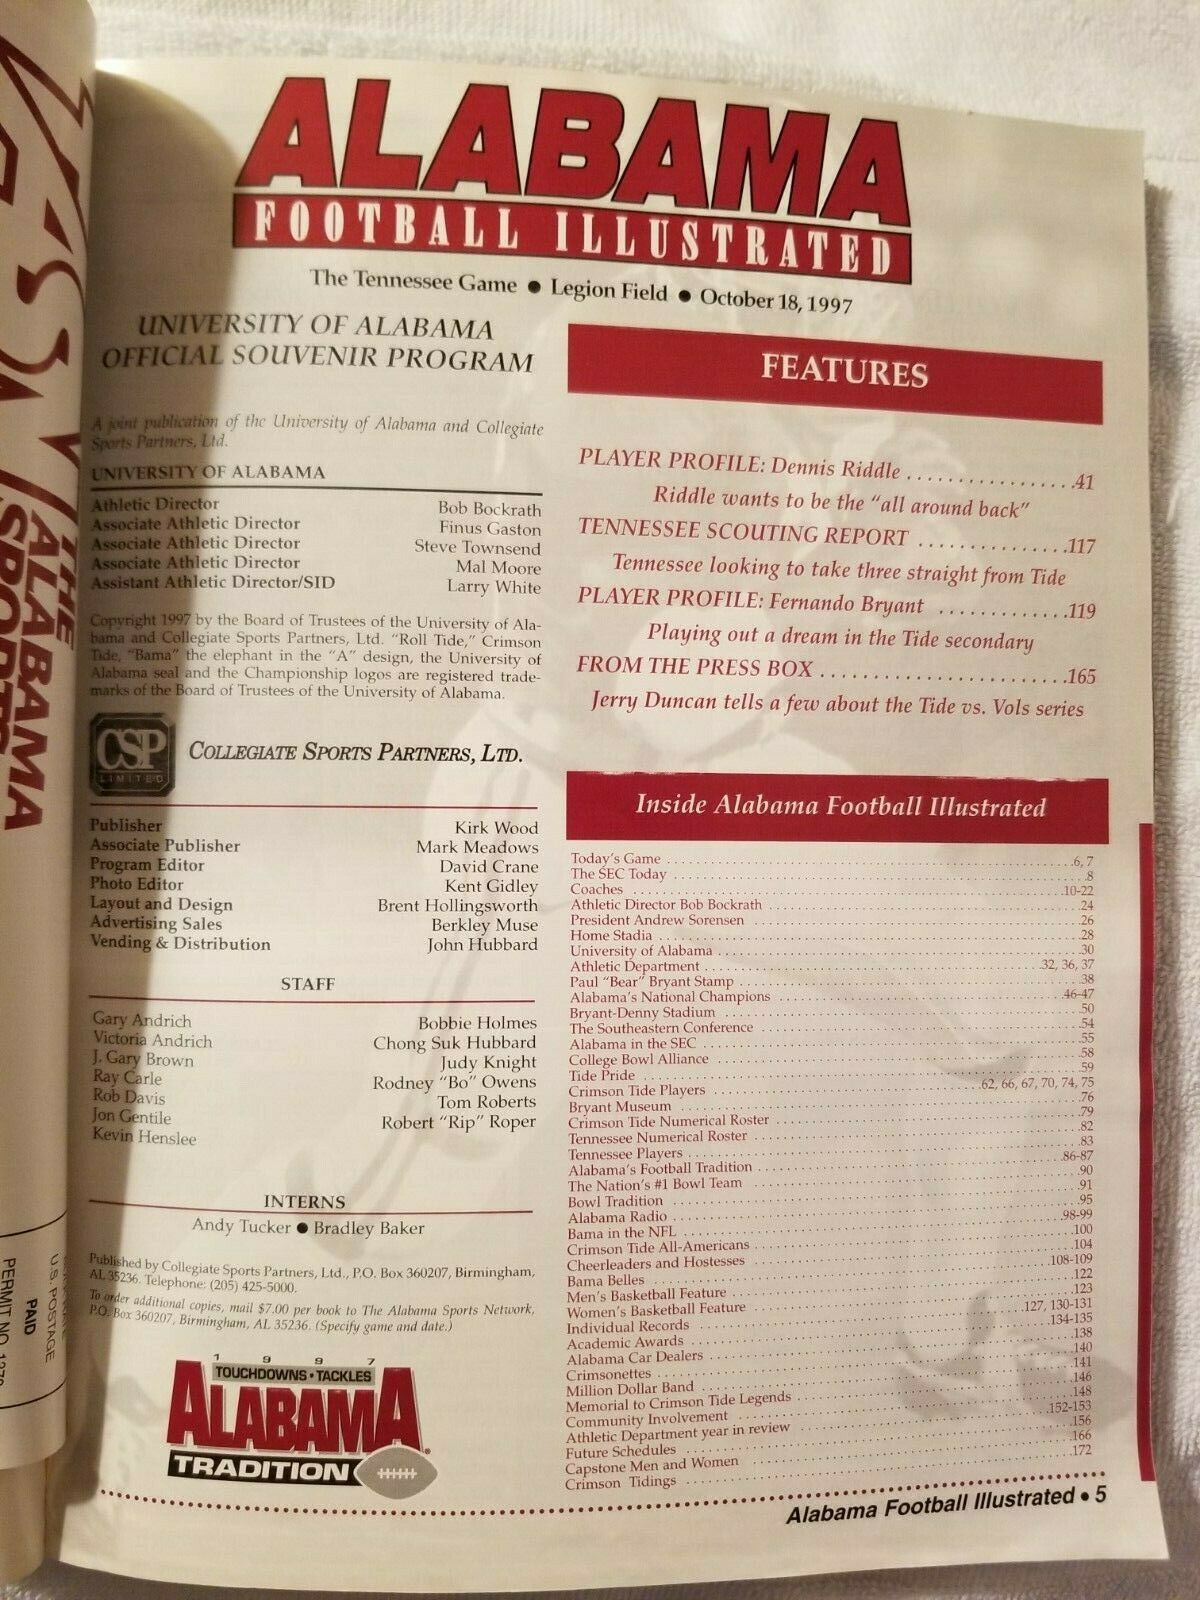 ALABAMA
FOOTBALL ILLUSTRATED
The Tennessee Game ● Legion Field ● October 18, 1997
UNIVERSITY OF ALABAMA
OFFICIAL SOUVENIR PROGRAM
A joint publication of the University of Alabama and Collegiate
Sports Partners, Ltd.
UNIVERSITY OF ALABAMA
Athletic Director Bob Bockrath
Associate Athletic Director Finus Gaston
Associate Athletic Director Steve Townsend
Associate Athletic Director Mal Moore
Assistant Athletic Director/SID Larry White
Copyright 1997 by the Board of Trustees of the University of Ala-
bama and Collegiate Sports Partners, Ltd. "Roll Tide," Crimson
Tide, "Bama" the elephant in the "A" design, the University of
Alabama seal and the Championship logos are registered trade-
marks of the Board of Trustees of the University of Alabama.
CSP
LIMITED
COLLEGIATE SPORTS PARTNERS, LTD.
Publisher Kirk Wood
Associate Publisher Mark Meadows
Program Editor David Crane
Photo Editor Kent Gidley
Layout and Design Brent Hollingsworth
Advertising Sales Berkley Muse
Vending & Distribution John Hubbard
STAFF
Gary Andrich Bobbie Holmes
Victoria Andrich Chong Suk Hubbard
J. Gary Brown Judy Knight
Ray Carle Rodney "Bo" Owens
Rob Davis Tom Roberts
Jon Gentile Robert "Rip" Roper
Kevin Henslee
INTERNS
Andy Tucker ● Bradley Baker
Published by Collegiate Sports Partners, Ltd., P.O. Box 360207, Birmingham,
AL 35236. Telephone: (205) 425-5000.
To order additional copies, mail $7.00 per book to The Alabama Sports Network,
P.O. Box 360207, Birmingham, AL 35236. (Specify game and date.)
1997
TOUCHDOWNS • TACKLES
ALABAMA
TRADITION
FEATURES
PLAYER PROFILE: Dennis Riddle ................41
Riddle wants to be the "all around back"
TENNESSEE SCOUTING REPORT ...............117
Tennessee looking to take three straight from Tide
PLAYER PROFILE: Fernando Bryant .............119
Playing out a dream in the Tide secondary
FROM THE PRESS BOX .........................165
Jerry Duncan tells a few about the Tide vs. Vols series
Inside Alabama Football Illustrated
Today's Game ........ 6, 7
The SEC Today ........ 8
Coaches ........ 10-22
Athletic Director Bob Bockrath ........ 24
President Andrew Sorensen ........ 26
Home Stadia ........ 28
University of Alabama ........ 30
Athletic Department ........ 32, 36, 37
Paul "Bear" Bryant Stamp ........ 38
Alabama's National Champions ........ 46-47
Bryant-Denny Stadium ........ 50
The Southeastern Conference ........ 54
Alabama in the SEC ........ 55
College Bowl Alliance ........ 58
Tide Pride ........ 59
Crimson Tide Players ........ 62, 66, 67, 70, 74, 75
Bryant Museum ........ 76
Crimson Tide Numerical Roster ........ 79
Tennessee Numerical Roster ........ 82
Tennessee Players ........ 83
Alabama's Football Tradition ........ 86-87
The Nation's #1 Bowl Team ........ 90
Bowl Tradition ........ 91
Alabama Radio ........ 95
Bama in the NFL ........ 98-99
Crimson Tide All-Americans ........ 100
Cheerleaders and Hostesses ........ 104
Bama Belles ........ 108-109
Men's Basketball Feature ........ 122
Women's Basketball Feature ........ 123
Individual Records ........ 127, 130-131
Academic Awards ........ 134-135
Alabama Car Dealers ........ 138
Crimsonettes ........ 140
Million Dollar Band ........ 141
Memorial to Crimson Tide Legends ........ 146
Community Involvement ........ 148
Athletic Department year in review ........ 152-153
Future Schedules ........ 156
Capstone Men and Women ........ 166
Crimson Tidings ........ 172
Alabama Football Illustrated • 5
THE
ALABAMA
SPORTS
U.S. POSTAGE
PAID
PERMIT NO.